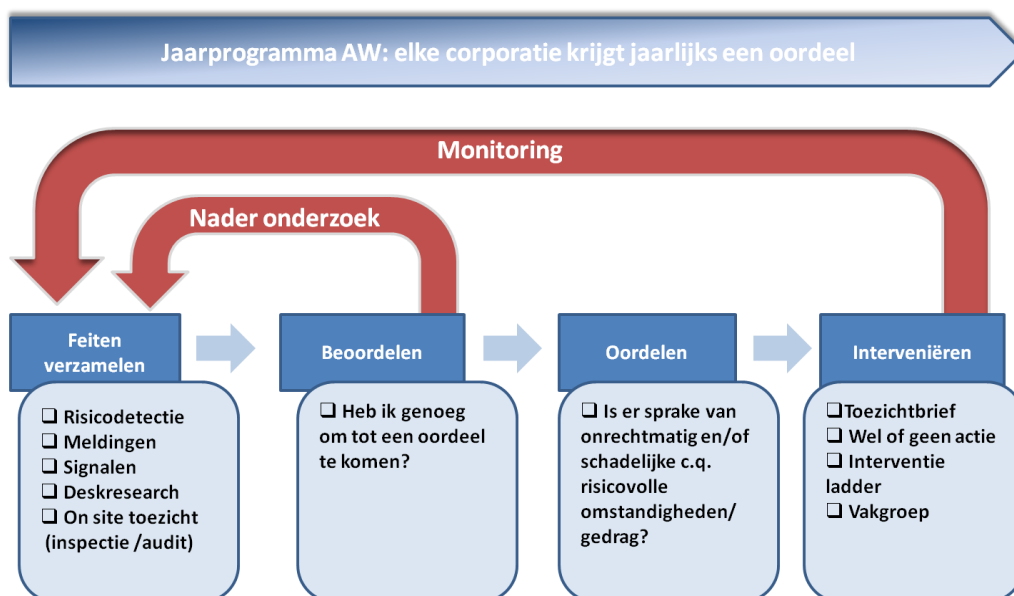 Jaarprogramma AW: elke corporatie krijgt jaarlijks een oordeel
Monitoring
Nader onderzoek
Feiten
verzamelen
❑ Risicodetectie
❑ Meldingen
❑ Signalen
❑ Deskresearch
❑ On site toezicht
(inspectie /audit)
Beoordelen
❑ Heb ik genoeg
om tot een oordeel
te komen?
Oordelen
❑ Is er sprake van
onrechtmatig en/of
schadelijke c.q.
risicovolle
omstandigheden/
gedrag?
Interveniëren
❑Toezichtbrief
❑ Wel of geen actie
❑ Interventie
ladder
❑ Vakgroep